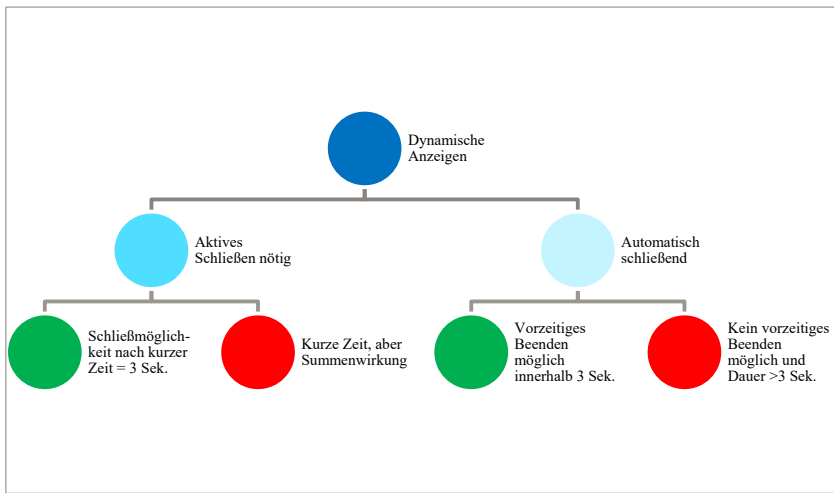 Dynamische
Anzeigen
Aktives
Schließen nötig
Automatisch
schließend
Schließmöglich-
keit nach kurzer
Zeit = 3 Sek.
Kurze Zeit, aber
Summenwirkung
Vorzeitiges
Beenden
möglich
innerhalb 3 Sek.
Kein vorzeitiges
Beenden
möglich und
Dauer >3 Sek.